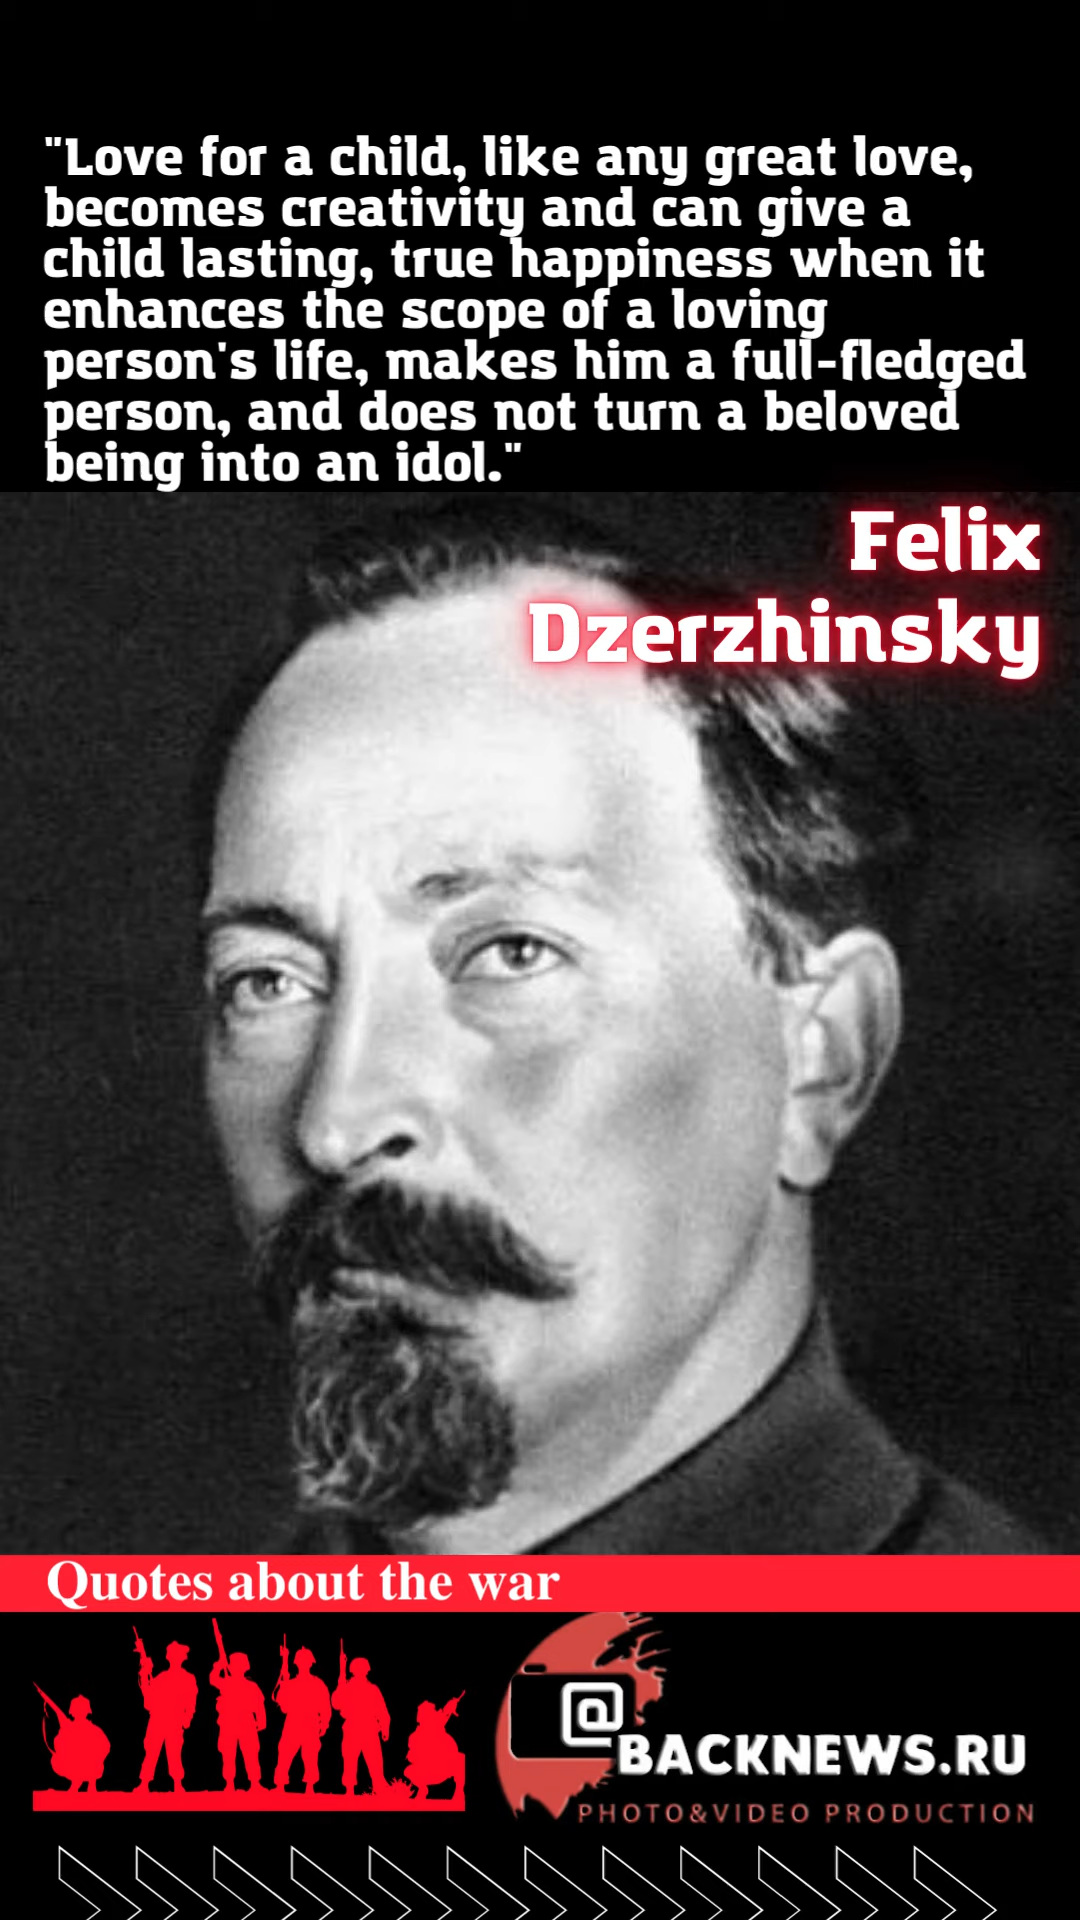 "Love for a child, like any great love,
becomes creativity and can give a
child lasting, true happiness when it
enhances the scope of a loving
person's life, makes him a full-fledged
person, and does not turn a beloved
being into an idol."
Felix
Dzerzhinsky
Quotes about the war
@
BACKNEWS.RU
PHOTO&VIDEO PRODUCTION